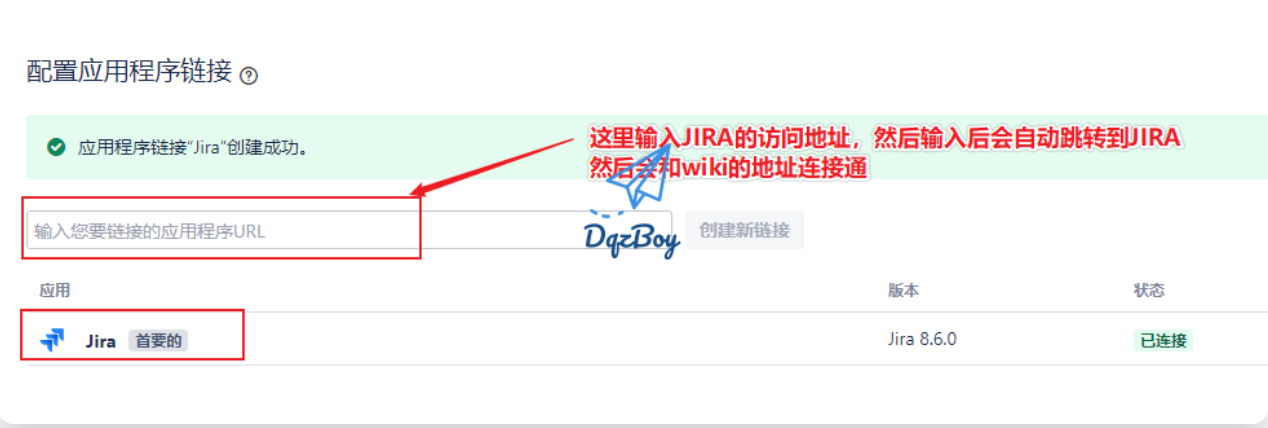 配置应用程序链接 ?
应用程序链接"Jira"创建成功。
这里输入JIRA的访问地址，然后输入后会自动跳转到JIRA
然后会和wiki的地址连接通
输入您要链接的应用程序URL
DqzBoy
创建新链接
应用 版本 状态
Jira 首要的 Jira 8.6.0 已连接